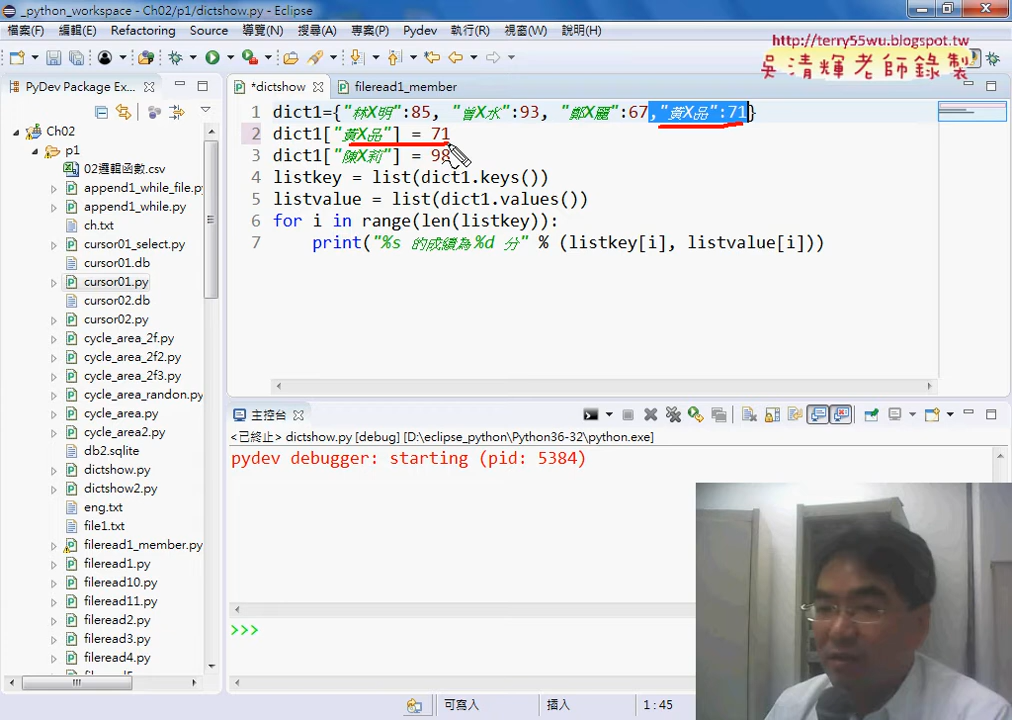 _python_workspace - Ch02/p1/dictshow.py - Eclipse
檔案(F) 編輯(E) Refactoring Source 導覽(N) 搜尋(A) 專案(P) Pydev 執行(R) 視窗(W) 說明(H)
http://terry55wu.blogspot.tw
吳清輝老師錄製
PyDev Package Ex...
*dictshow
fileread1_member
Ch02
p1
02邏輯函數.csv
append1_while_file.p
append1_while.py
ch.txt
cursor01_select.py
cursor01.db
cursor01.py
cursor02.db
cursor02.py
cycle_area_2f.py
cycle_area_2f2.py
cycle_area_2f3.py
cycle_area_randon.py
cycle_area.py
cycle_area2.py
db2.sqlite
dictshow.py
dictshow2.py
eng.txt
file1.txt
fileread1_member.py
fileread1.py
fileread10.py
fileread11.py
fileread2.py
fileread3.py
fileread4.py
1 dict1={"林X明":85, "曾X水":93, "鄭X麗":67,"黃X品":71}
2 dict1["黃X品"] = 71
3 dict1["陳X莉"] = 98
4 listkey = list(dict1.keys())
5 listvalue = list(dict1.values())
6 for i in range(len(listkey)):
7 print("%s 的成績為%d 分" % (listkey[i], listvalue[i]))
主控台
<已終止> dictshow.py [debug] [D:\eclipse_python\Python36-32\python.exe]
pydev debugger: starting (pid: 5384)
>>>
可寫入 插入 1:45